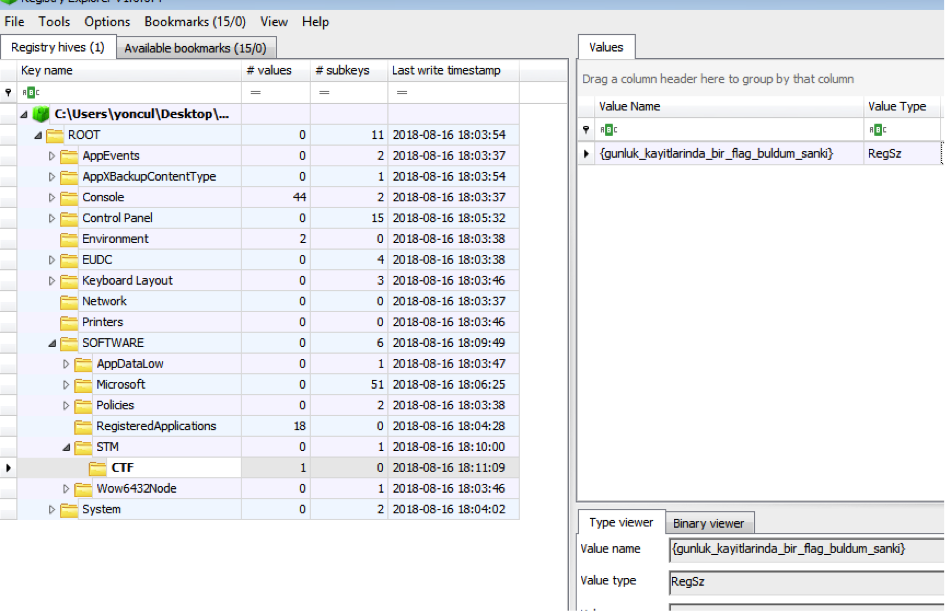 File Tools Options Bookmarks (15/0) View Help
Registry hives (1) Available bookmarks (15/0)
Key name # values # subkeys Last write timestamp
= = =
C:\Users\yoncul\Desktop\...
ROOT 0 11 2018-08-16 18:03:54
AppEvents 0 2 2018-08-16 18:03:37
AppXBackupContentType 0 1 2018-08-16 18:03:54
Console 44 2 2018-08-16 18:03:37
Control Panel 0 15 2018-08-16 18:05:32
Environment 2 0 2018-08-16 18:03:38
EUDC 0 4 2018-08-16 18:03:38
Keyboard Layout 0 3 2018-08-16 18:03:46
Network 0 0 2018-08-16 18:03:37
Printers 0 0 2018-08-16 18:03:46
SOFTWARE 0 6 2018-08-16 18:09:49
AppDataLow 0 1 2018-08-16 18:03:47
Microsoft 0 51 2018-08-16 18:06:25
Policies 0 2 2018-08-16 18:03:38
RegisteredApplications 18 0 2018-08-16 18:04:28
STM 0 1 2018-08-16 18:10:00
CTF 1 0 2018-08-16 18:11:09
Wow6432Node 0 1 2018-08-16 18:03:46
System 0 2 2018-08-16 18:04:02
Values
Drag a column header here to group by that column
Value Name Value Type
{gunluk_kayitlarinda_bir_flag_buldum_sanki} RegSz
Type viewer Binary viewer
Value name {gunluk_kayitlarinda_bir_flag_buldum_sanki}
Value type RegSz